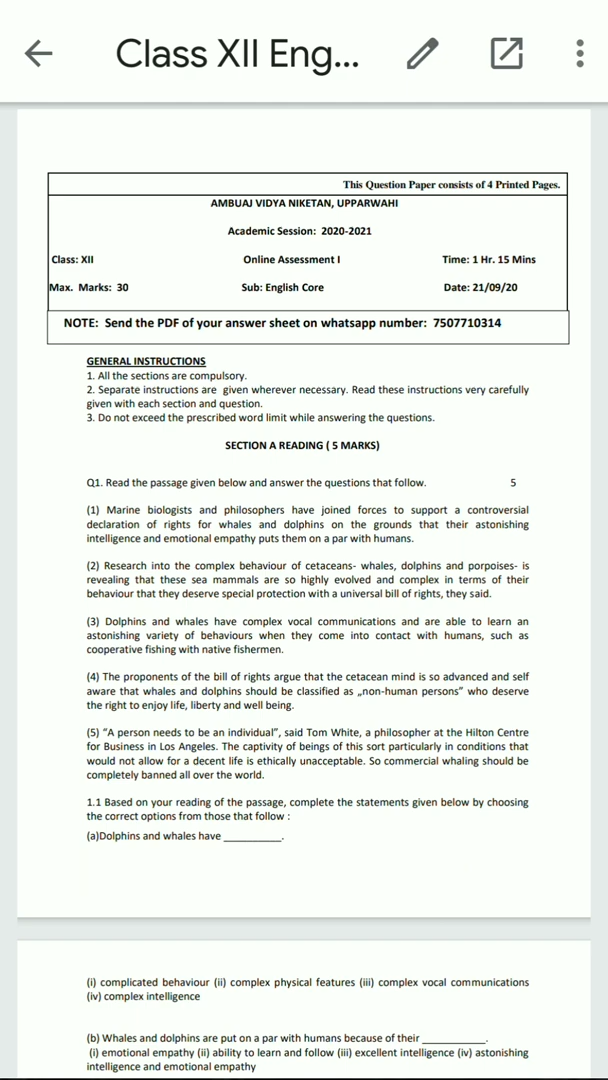 Class XII Eng...
This Question Paper consists of 4 Printed Pages.
AMBUAJ VIDYA NIKETAN, UPPARWAHI
Academic Session: 2020-2021
Class: XII Online Assessment I Time: 1 Hr. 15 Mins
Max. Marks: 30 Sub: English Core Date: 21/09/20
NOTE: Send the PDF of your answer sheet on whatsapp number: 7507710314
GENERAL INSTRUCTIONS
1. All the sections are compulsory.
2. Separate instructions are given wherever necessary. Read these instructions very carefully
given with each section and question.
3. Do not exceed the prescribed word limit while answering the questions.
SECTION A READING ( 5 MARKS)
Q1. Read the passage given below and answer the questions that follow. 5
(1) Marine biologists and philosophers have joined forces to support a controversial
declaration of rights for whales and dolphins on the grounds that their astonishing
intelligence and emotional empathy puts them on a par with humans.
(2) Research into the complex behaviour of cetaceans- whales, dolphins and porpoises- is
revealing that these sea mammals are so highly evolved and complex in terms of their
behaviour that they deserve special protection with a universal bill of rights, they said.
(3) Dolphins and whales have complex vocal communications and are able to learn an
astonishing variety of behaviours when they come into contact with humans, such as
cooperative fishing with native fishermen.
(4) The proponents of the bill of rights argue that the cetacean mind is so advanced and self
aware that whales and dolphins should be classified as „non-human persons" who deserve
the right to enjoy life, liberty and well being.
(5) "A person needs to be an individual", said Tom White, a philosopher at the Hilton Centre
for Business in Los Angeles. The captivity of beings of this sort particularly in conditions that
would not allow for a decent life is ethically unacceptable. So commercial whaling should be
completely banned all over the world.
1.1 Based on your reading of the passage, complete the statements given below by choosing
the correct options from those that follow :
(a)Dolphins and whales have __________.
(i) complicated behaviour (ii) complex physical features (iii) complex vocal communications
(iv) complex intelligence
(b) Whales and dolphins are put on a par with humans because of their ___________.
(i) emotional empathy (ii) ability to learn and follow (iii) excellent intelligence (iv) astonishing
intelligence and emotional empathy